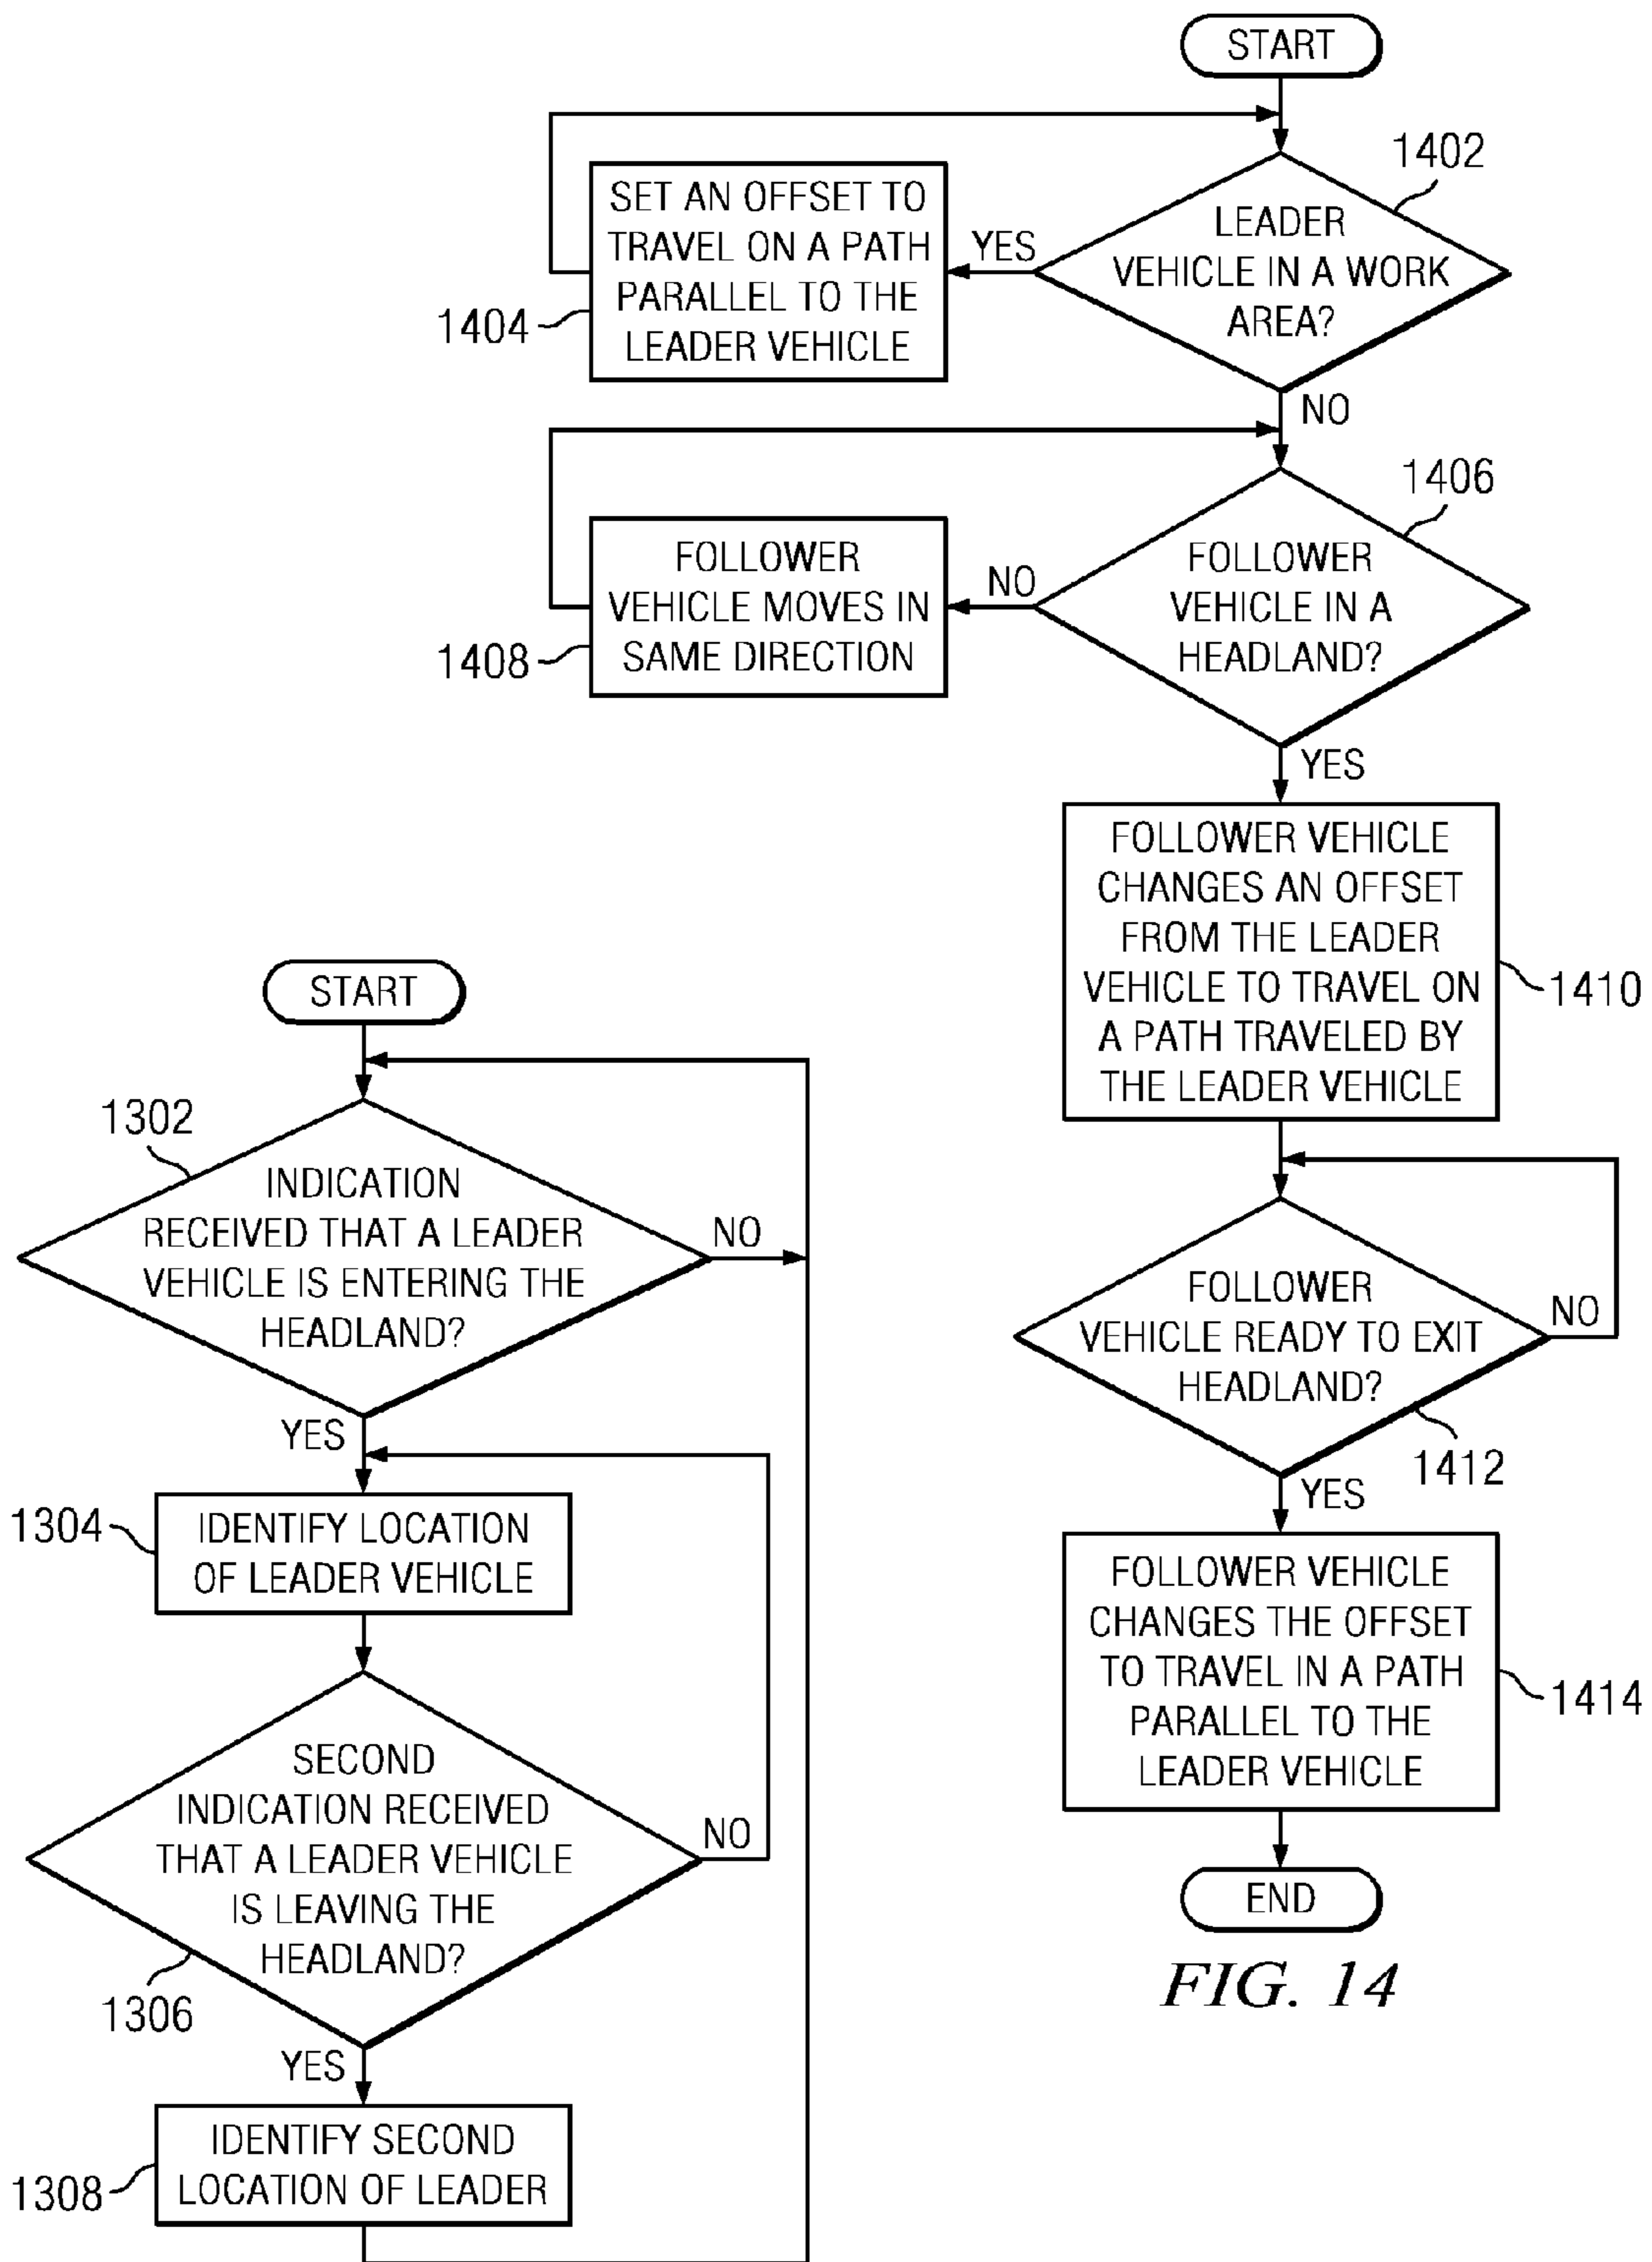 START
1402
LEADER
VEHICLE IN A WORK
AREA?
YES
SET AN OFFSET TO
TRAVEL ON A PATH
PARALLEL TO THE
LEADER VEHICLE
1404
NO
1406
FOLLOWER
VEHICLE IN A
HEADLAND?
NO
FOLLOWER
VEHICLE MOVES IN
SAME DIRECTION
1408
YES
FOLLOWER VEHICLE
CHANGES AN OFFSET
FROM THE LEADER
VEHICLE TO TRAVEL ON
A PATH TRAVELED BY
THE LEADER VEHICLE
1410
FOLLOWER
VEHICLE READY TO EXIT
HEADLAND?
NO
1412
YES
FOLLOWER VEHICLE
CHANGES THE OFFSET
TO TRAVEL IN A PATH
PARALLEL TO THE
LEADER VEHICLE
1414
END
FIG. 14
START
1302
INDICATION
RECEIVED THAT A LEADER
VEHICLE IS ENTERING THE
HEADLAND?
NO
YES
1304
IDENTIFY LOCATION
OF LEADER VEHICLE
SECOND
INDICATION RECEIVED
THAT A LEADER VEHICLE
IS LEAVING THE
HEADLAND?
NO
1306
YES
IDENTIFY SECOND
LOCATION OF LEADER
1308